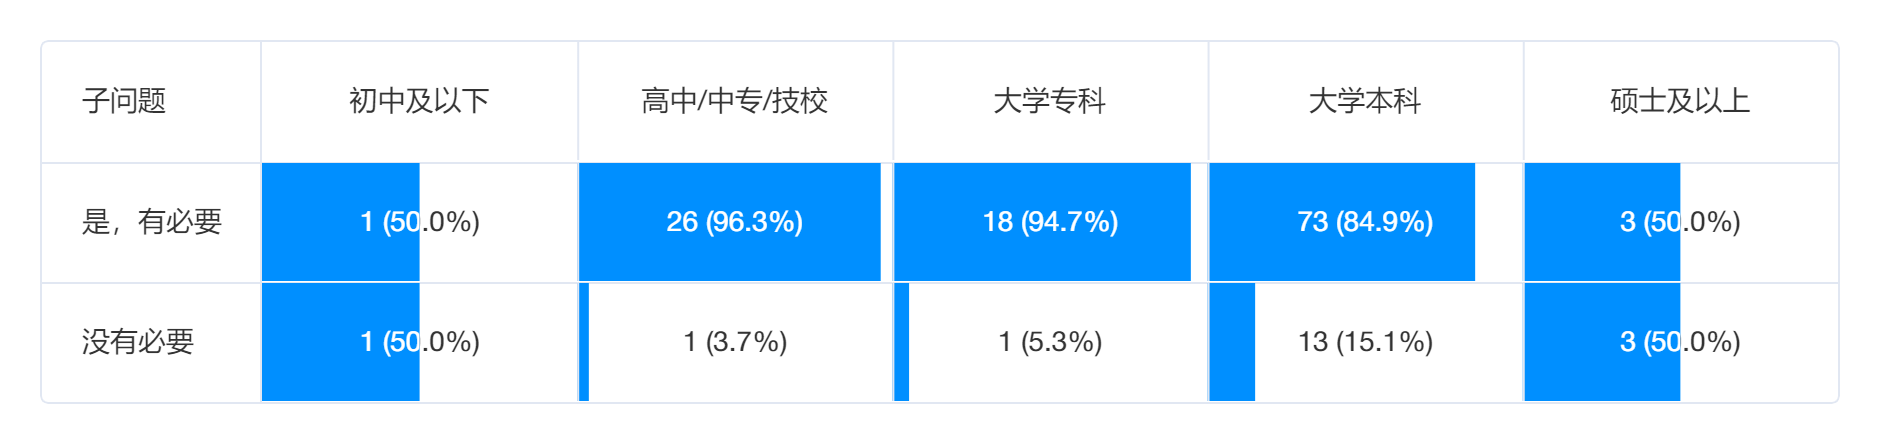 子问题 初中及以下 高中/中专/技校 大学专科 大学本科 硕士及以上
是，有必要 1 (50.0%) 26 (96.3%) 18 (94.7%) 73 (84.9%) 3 (50.0%)
没有必要 1 (50.0%) 1 (3.7%) 1 (5.3%) 13 (15.1%) 3 (50.0%)